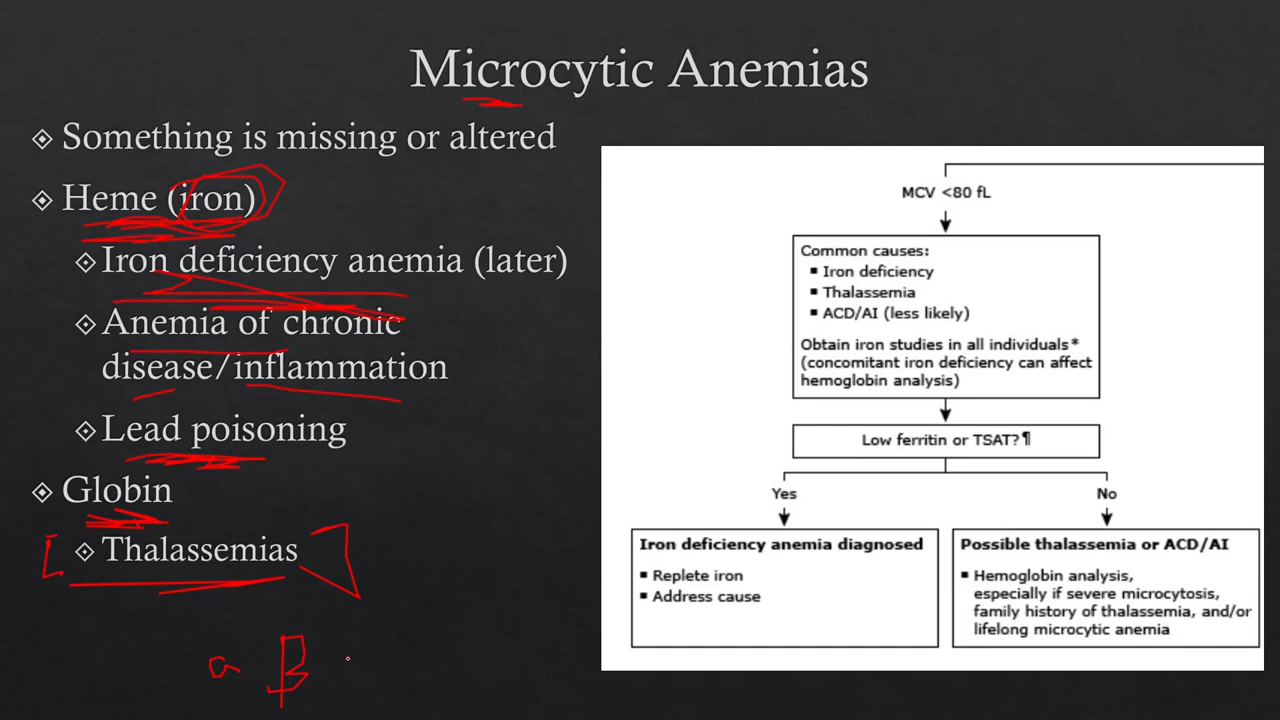 Microcytic Anemias
Something is missing or altered
Heme (iron)
Iron deficiency anemia (later)
Anemia of chronic
disease/inflammation
Lead poisoning
Globin
Thalassemias
a β
MCV <80 fL
Common causes:
▪ Iron deficiency
▪ Thalassemia
▪ ACD/AI (less likely)
Obtain iron studies in all individuals*
(concomitant iron deficiency can affect
hemoglobin analysis)
Low ferritin or TSAT?¶
Yes
No
Iron deficiency anemia diagnosed
▪ Replete iron
▪ Address cause
Possible thalassemia or ACD/AI
▪ Hemoglobin analysis,
especially if severe microcytosis,
family history of thalassemia, and/or
lifelong microcytic anemia